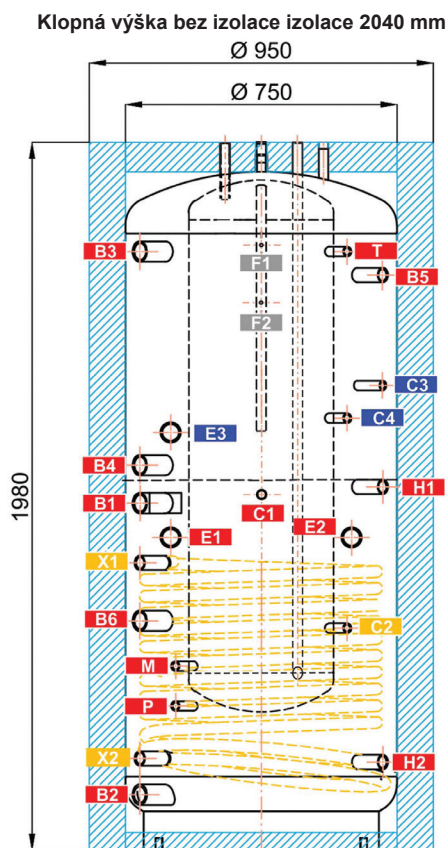 Klopná výška bez izolace izolace 2040 mm
Ø 950
Ø 750
B3
F1
T
B5
F2
C3
C4
E3
B4
H1
B1
C1
E1
E2
X1
B6
C2
M
P
X2
H2
B2
1980